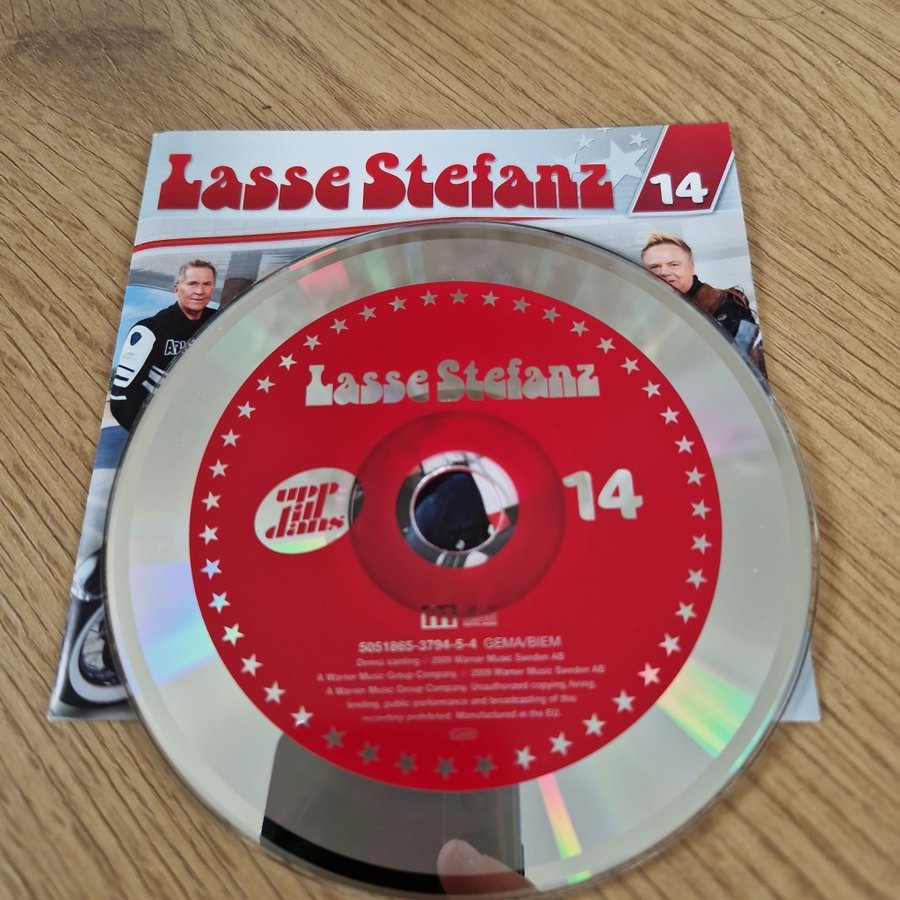 Lasse Stefanz
14
Lasse Stefanz
upp till dans
14
5051865-3794-5-4 GEMA/BIEM
Denna samling 2009 Warner Music Sweden AB
A Warner Music Group Company. 2009 Warner Music Sweden AB
A Warner Music Group Company. Unauthorized copying, hiring,
lending, public performance and broadcasting of this
recording prohibited. Manufactured in the EU.